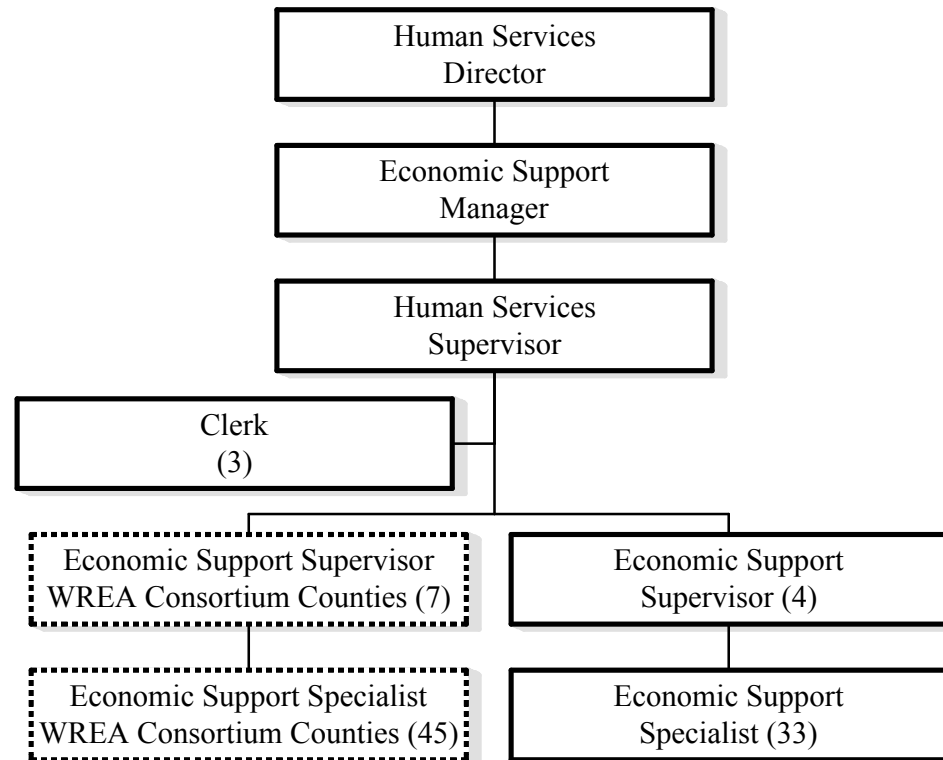 Human Services
Director
Economic Support
Manager
Human Services
Supervisor
Clerk
(3)
Economic Support Supervisor
WREA Consortium Counties (7)
Economic Support
Supervisor (4)
Economic Support Specialist
WREA Consortium Counties (45)
Economic Support
Specialist (33)